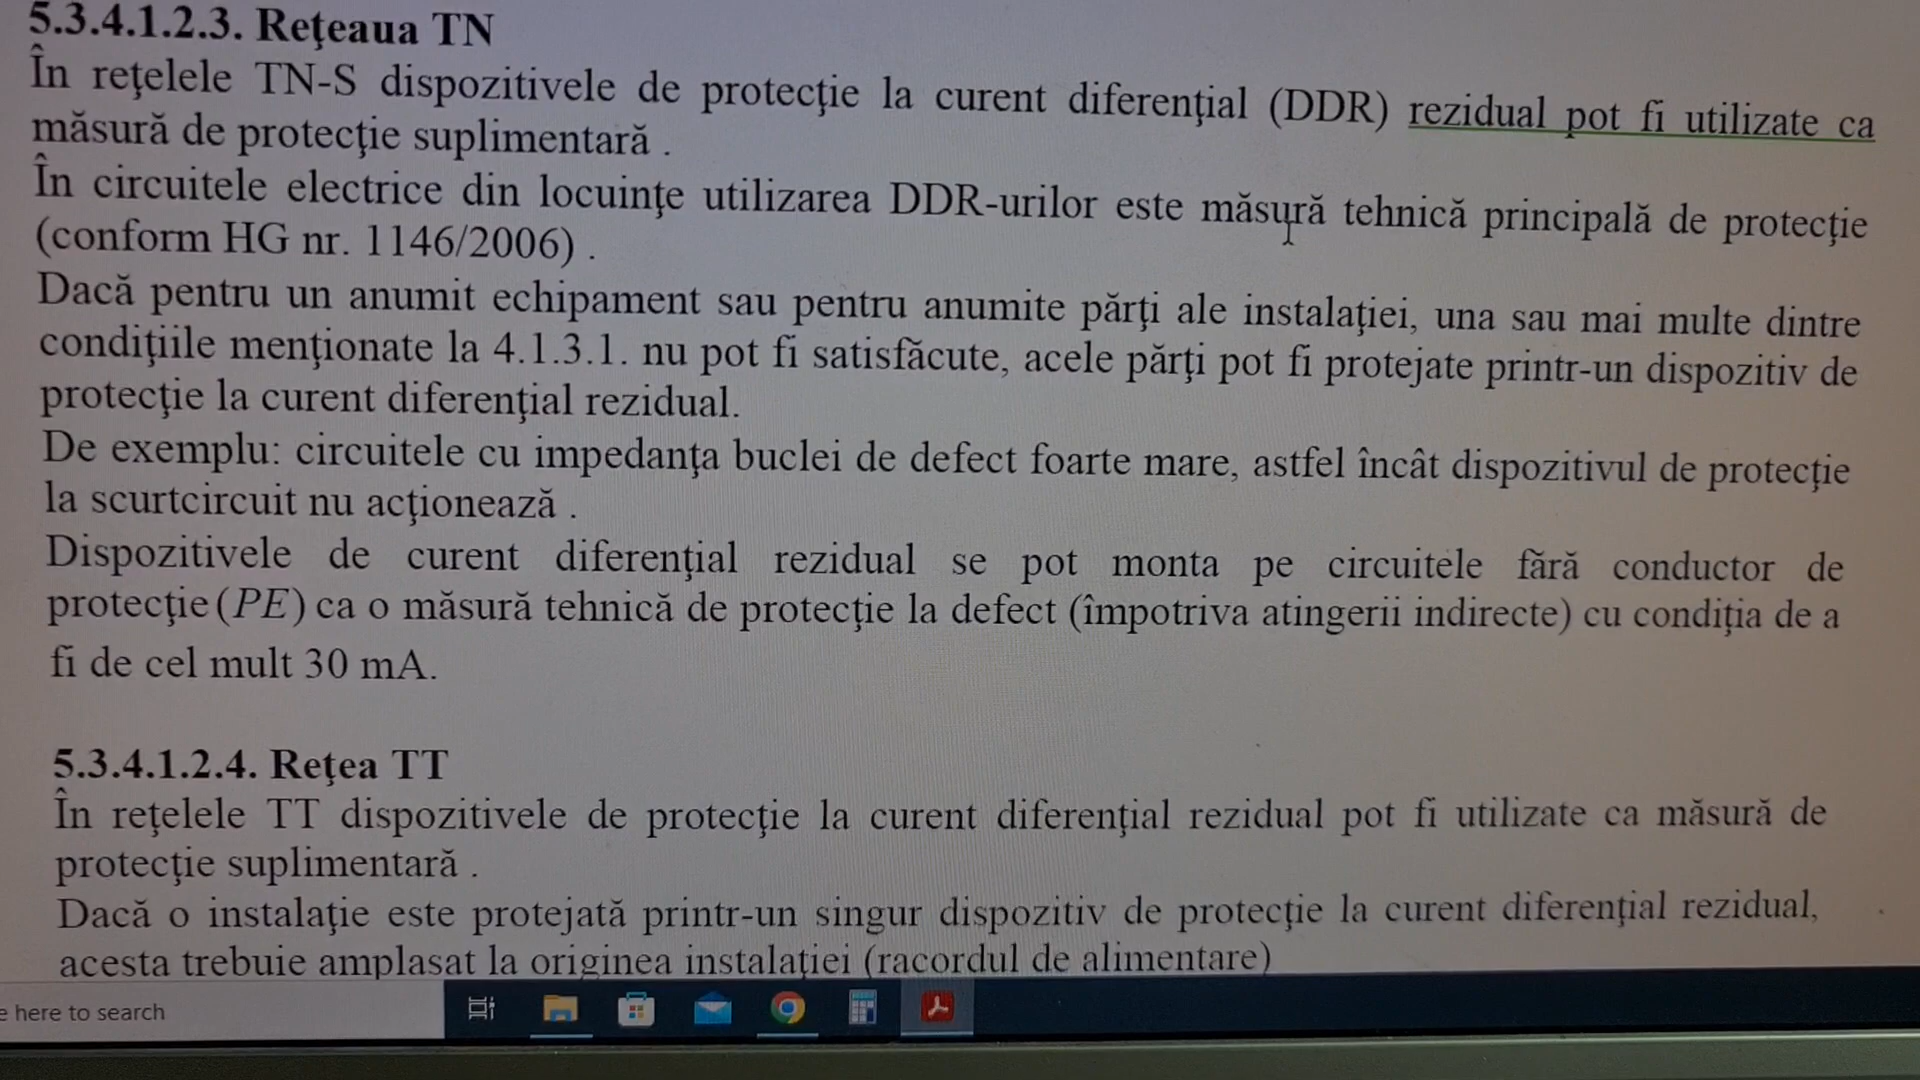 5.3.4.1.2.3. Reţeaua TN
În reţelele TN-S dispozitivele de protecţie la curent diferenţial (DDR) rezidual pot fi utilizate ca
măsură de protecţie suplimentară .
În circuitele electrice din locuinţe utilizarea DDR-urilor este măsură tehnică principală de protecţie
(conform HG nr. 1146/2006) .
Dacă pentru un anumit echipament sau pentru anumite părţi ale instalaţiei, una sau mai multe dintre
condiţiile menţionate la 4.1.3.1. nu pot fi satisfăcute, acele părţi pot fi protejate printr-un dispozitiv de
protecţie la curent diferenţial rezidual.
De exemplu: circuitele cu impedanţa buclei de defect foarte mare, astfel încât dispozitivul de protecţie
la scurtcircuit nu acţionează .
Dispozitivele de curent diferenţial rezidual se pot monta pe circuitele fără conductor de
protecţie (PE) ca o măsură tehnică de protecţie la defect (împotriva atingerii indirecte) cu condiţia de a
fi de cel mult 30 mA.
5.3.4.1.2.4. Reţea TT
În reţelele TT dispozitivele de protecţie la curent diferenţial rezidual pot fi utilizate ca măsură de
protecţie suplimentară .
Dacă o instalaţie este protejată printr-un singur dispozitiv de protecţie la curent diferenţial rezidual,
acesta trebuie amplasat la originea instalaţiei (racordul de alimentare)
e here to search